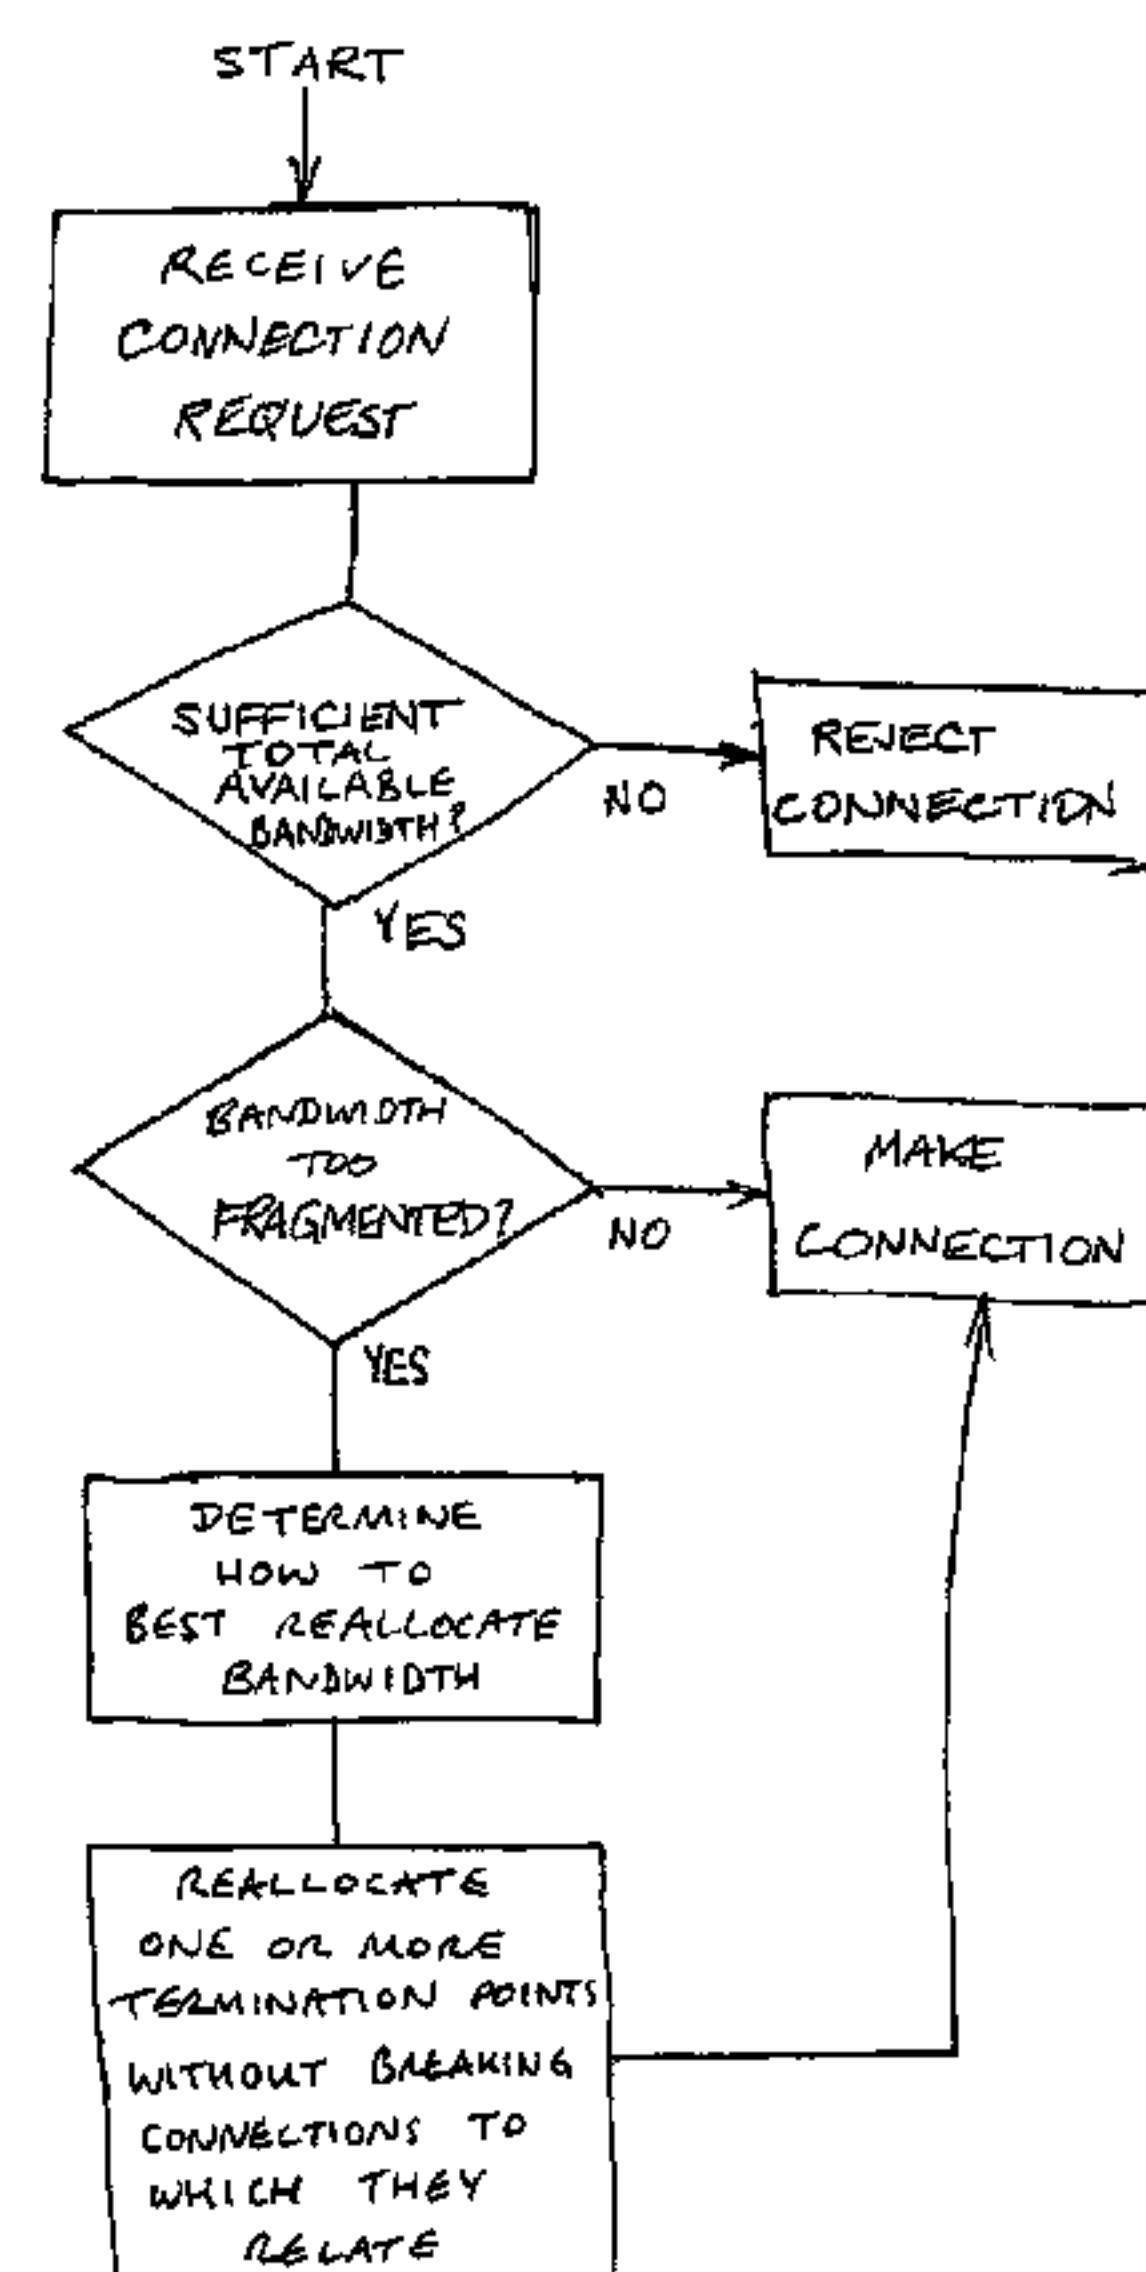 START
RECEIVE
CONNECTION
REQUEST
SUFFICIENT
TOTAL
AVAILABLE
BANDWIDTH?
NO
REJECT
CONNECTION
YES
BANDWIDTH
TOO
FRAGMENTED?
NO
MAKE
CONNECTION
YES
DETERMINE
HOW TO
BEST REALLOCATE
BANDWIDTH
REALLOCATE
ONE OR MORE
TERMINATION POINTS
WITHOUT BREAKING
CONNECTIONS TO
WHICH THEY
RELATE